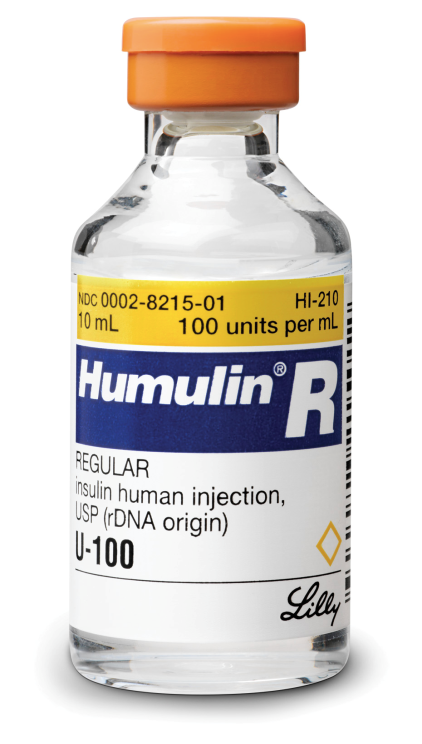 NDC 0002-8215-01 HI-210
10 mL 100 units per mL
Humulin® R
REGULAR
insulin human injection,
USP (rDNA origin)
U-100
Lilly